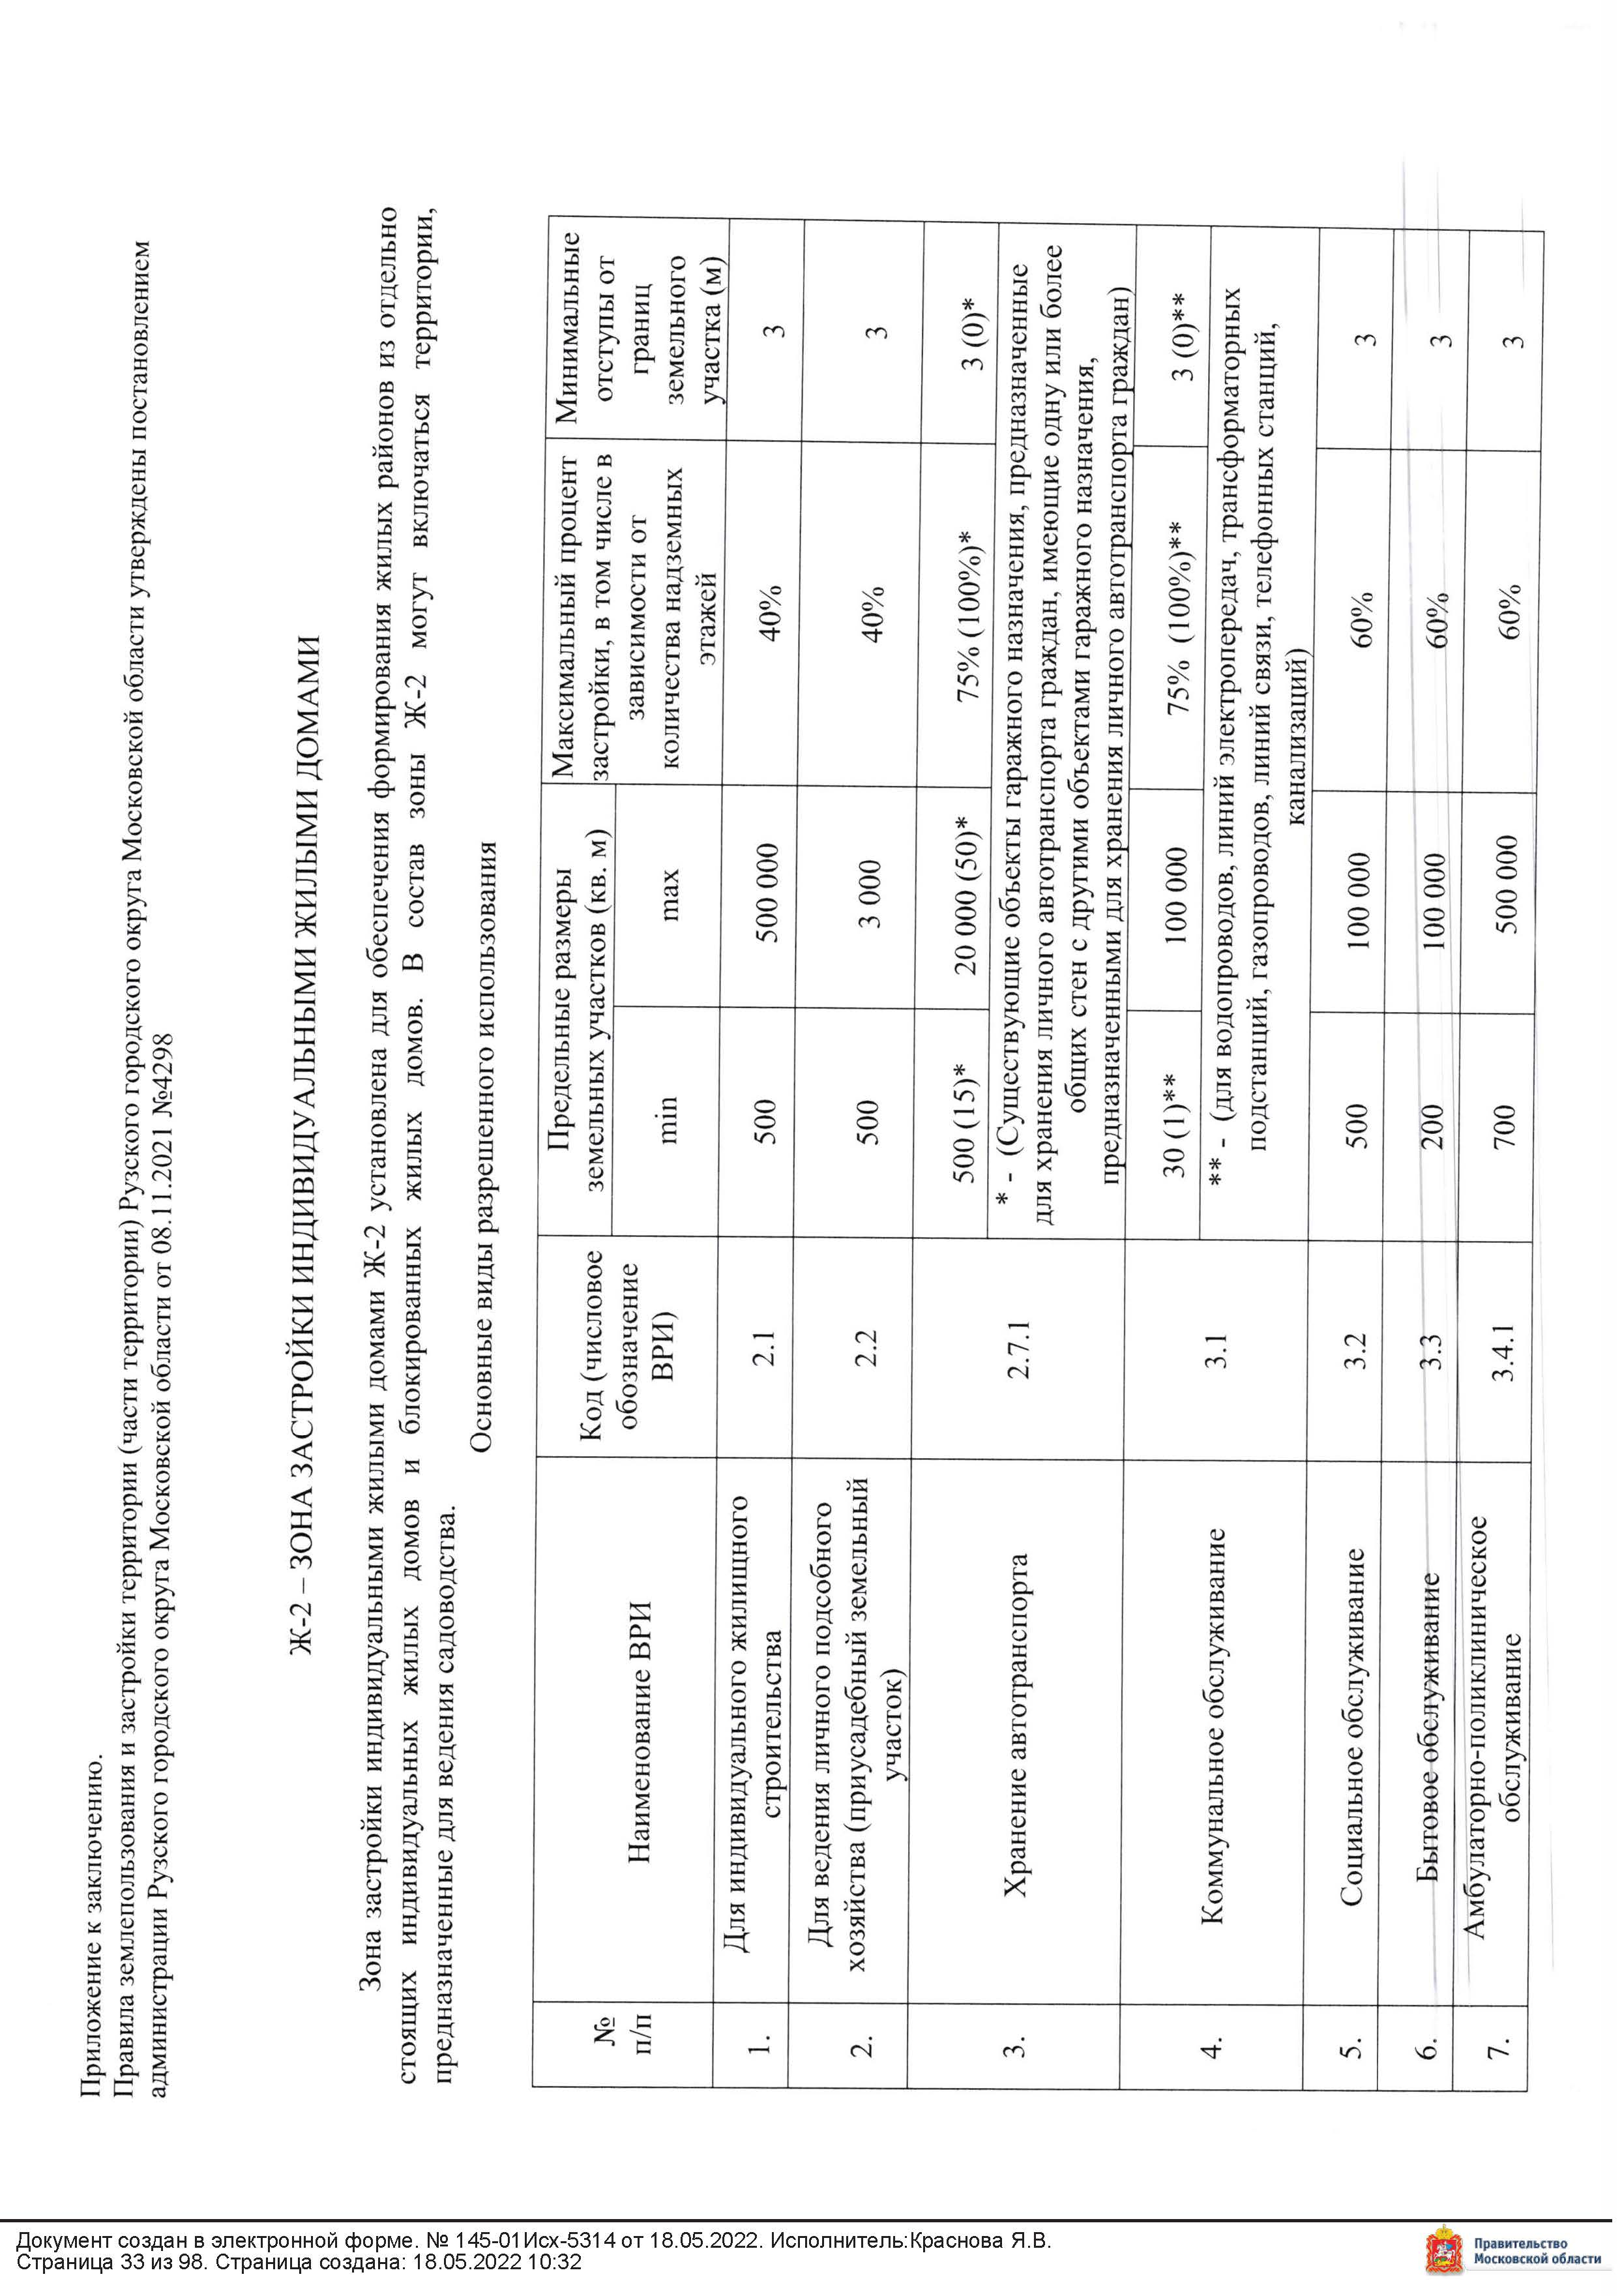 Приложение к заключению.
Правила землепользования и застройки территории (части территории) Рузского городского округа Московской области утверждены постановлением
администрации Рузского городского округа Московской области от 08.11.2021 №4298
Ж-2 – ЗОНА ЗАСТРОЙКИ ИНДИВИДУАЛЬНЫМИ ЖИЛЫМИ ДОМАМИ
Зона застройки индивидуальными жилыми домами Ж-2 установлена для обеспечения формирования жилых районов из отдельно
стоящих индивидуальных жилых домов и блокированных жилых домов. В состав зоны Ж-2 могут включаться территории,
предназначенные для ведения садоводства.
Основные виды разрешенного использования
№
п/п
Наименование ВРИ
Код (числовое
обозначение
ВРИ)
Предельные размеры
земельных участков (кв. м)
min
max
Максимальный процент
застройки, в том числе в
зависимости от
количества надземных
этажей
Минимальные
отступы от
границ
земельного
участка (м)
1.
Для индивидуального жилищного
строительства
2.1
500
500 000
40%
3
2.
Для ведения личного подсобного
хозяйства (приусадебный земельный
участок)
2.2
500
3 000
40%
3
3.
Хранение автотранспорта
2.7.1
500 (15)*
20 000 (50)*
75% (100%)*
3 (0)*
* - (Существующие объекты гаражного назначения, предназначенные
для хранения личного автотранспорта граждан, имеющие одну или более
общих стен с другими объектами гаражного назначения,
предназначенными для хранения личного автотранспорта граждан)
4.
Коммунальное обслуживание
3.1
30 (1)**
100 000
75% (100%)**
3 (0)**
** - (для водопроводов, линий электропередач, трансформаторных
подстанций, газопроводов, линий связи, телефонных станций,
канализаций)
5.
Социальное обслуживание
3.2
500
100 000
60%
3
6.
Бытовое обслуживание
3.3
200
100 000
60%
3
7.
Амбулаторно-поликлиническое
обслуживание
3.4.1
700
500 000
60%
3
Документ создан в электронной форме. № 145-01Исх-5314 от 18.05.2022. Исполнитель:Краснова Я.В.
Страница 33 из 98. Страница создана: 18.05.2022 10:32
Правительство
Московской области